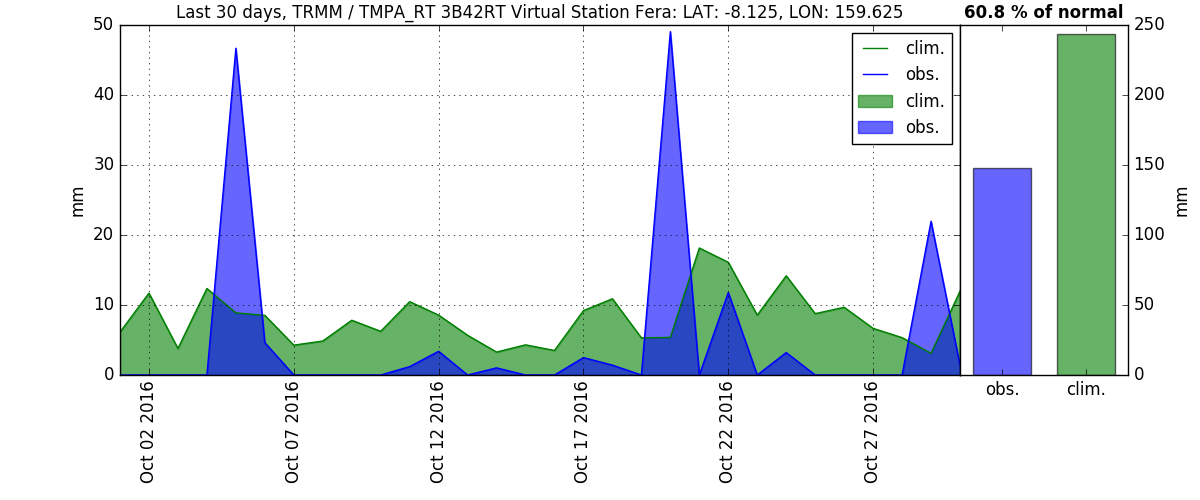 Last 30 days, TRMM / TMPA_RT 3B42RT Virtual Station Fera: LAT: -8.125, LON: 159.625
60.8 % of normal
50
40
30
20
10
0
mm
clim.
obs.
clim.
obs.
250
200
150
100
50
0
mm
Oct 02 2016
Oct 07 2016
Oct 12 2016
Oct 17 2016
Oct 22 2016
Oct 27 2016
obs.
clim.